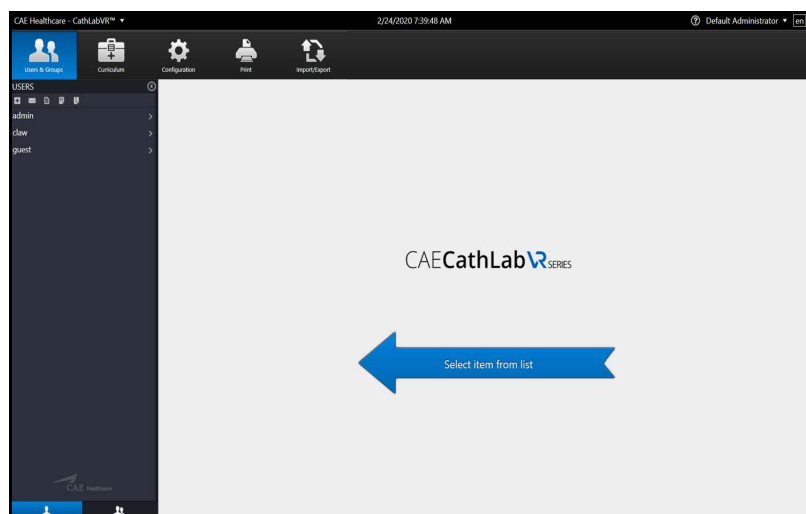 CAE Healthcare - CathLabVR™
2/24/2020 7:39:48 AM
Default Administrator
en
Users & Groups
Curriculum
Configuration
Print
Import/Export
USERS
admin
claw
guest
CAECathLabVR SERIES
Select item from list
CAE Healthcare